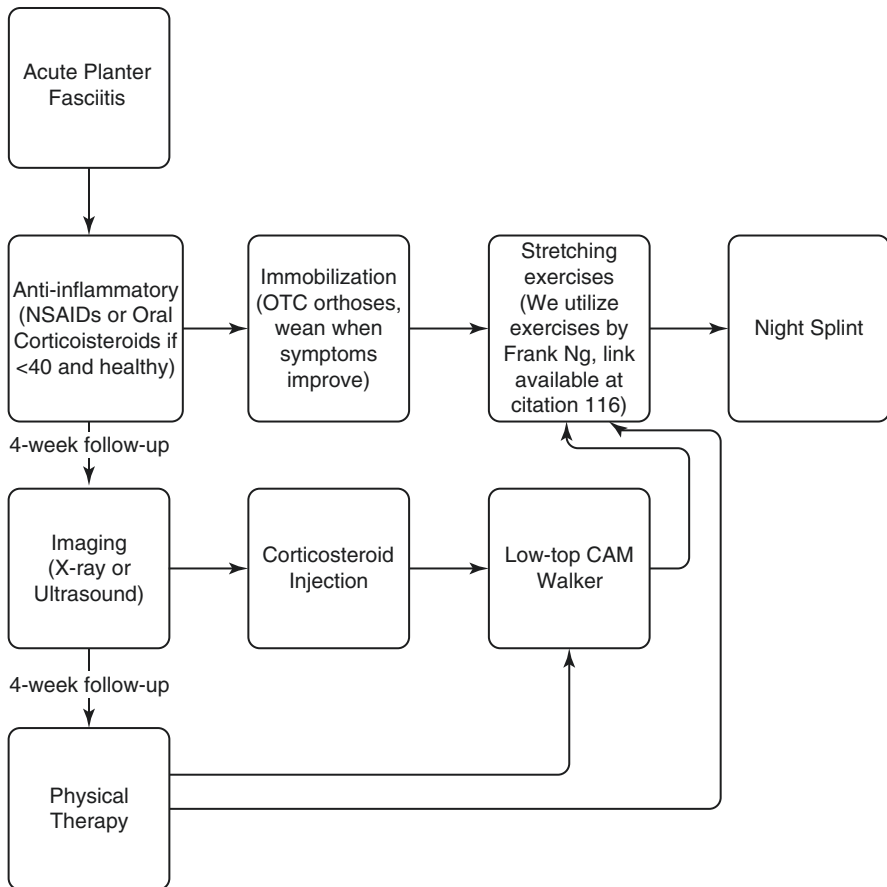 Acute Planter
Fasciitis
Anti-inflammatory
(NSAIDs or Oral
Corticoisteroids if
<40 and healthy)
Immobilization
(OTC orthoses,
wean when
symptoms
improve)
Stretching
exercises
(We utilize
exercises by
Frank Ng, link
available at
citation 116)
Night Splint
4-week follow-up
Imaging
(X-ray or
Ultrasound)
Corticosteroid
Injection
Low-top CAM
Walker
4-week follow-up
Physical
Therapy